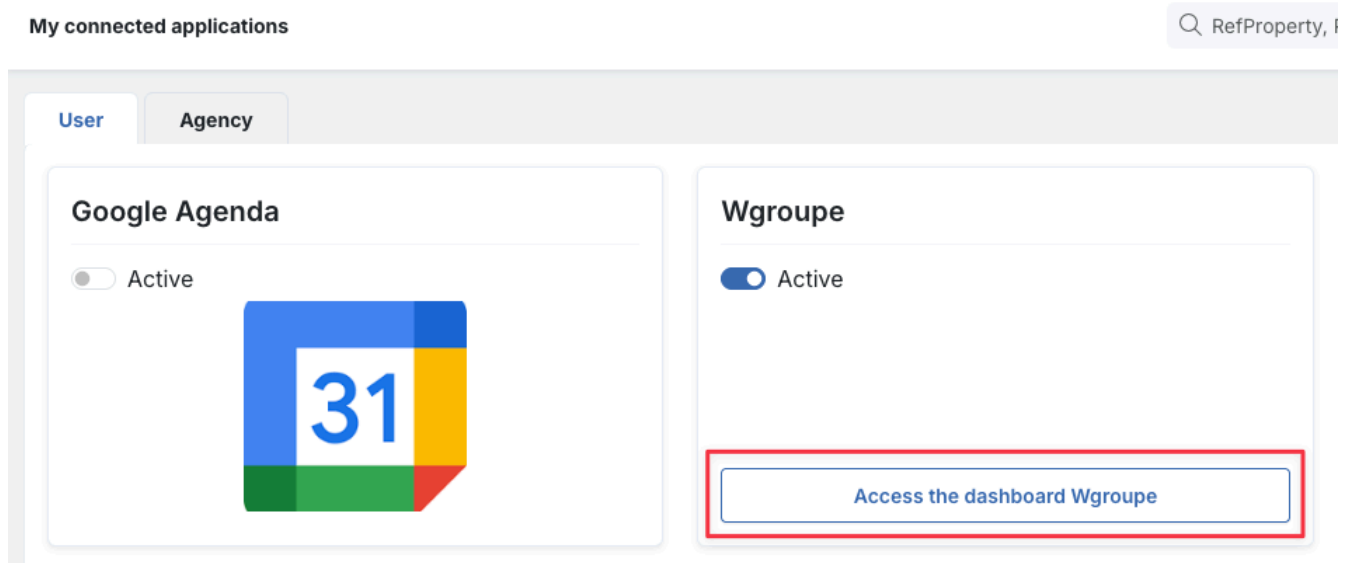 My connected applications
RefProperty,
User
Agency
Google Agenda
Active
31
Wgroupe
Active
Access the dashboard Wgroupe